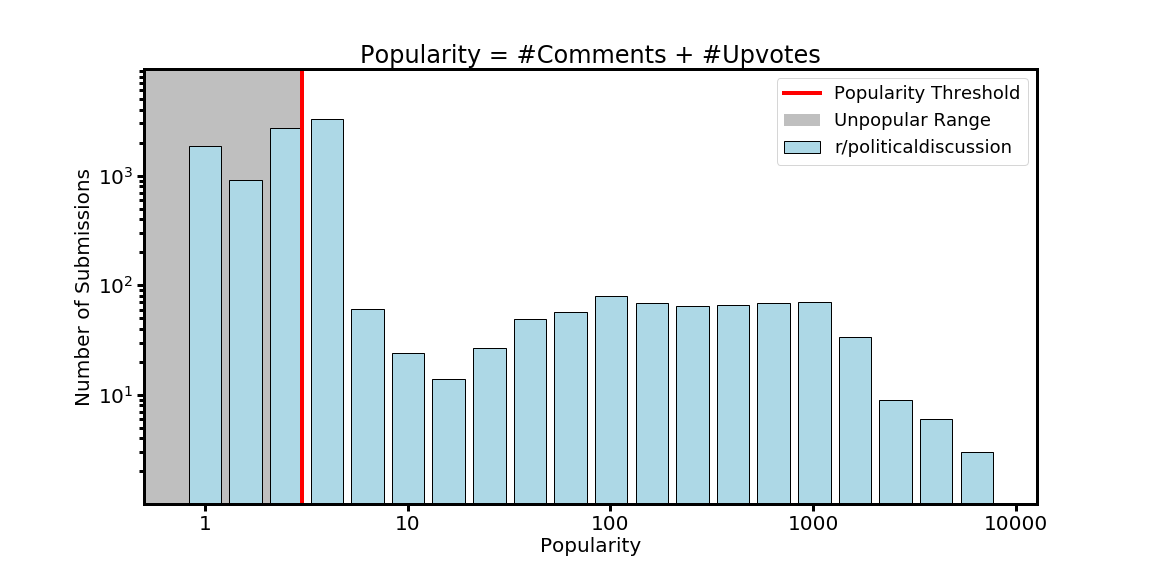 Popularity = #Comments + #Upvotes
Popularity Threshold
Unpopular Range
r/politicaldiscussion
Number of Submissions
10³
10²
10¹
1 10 100 1000 10000
Popularity